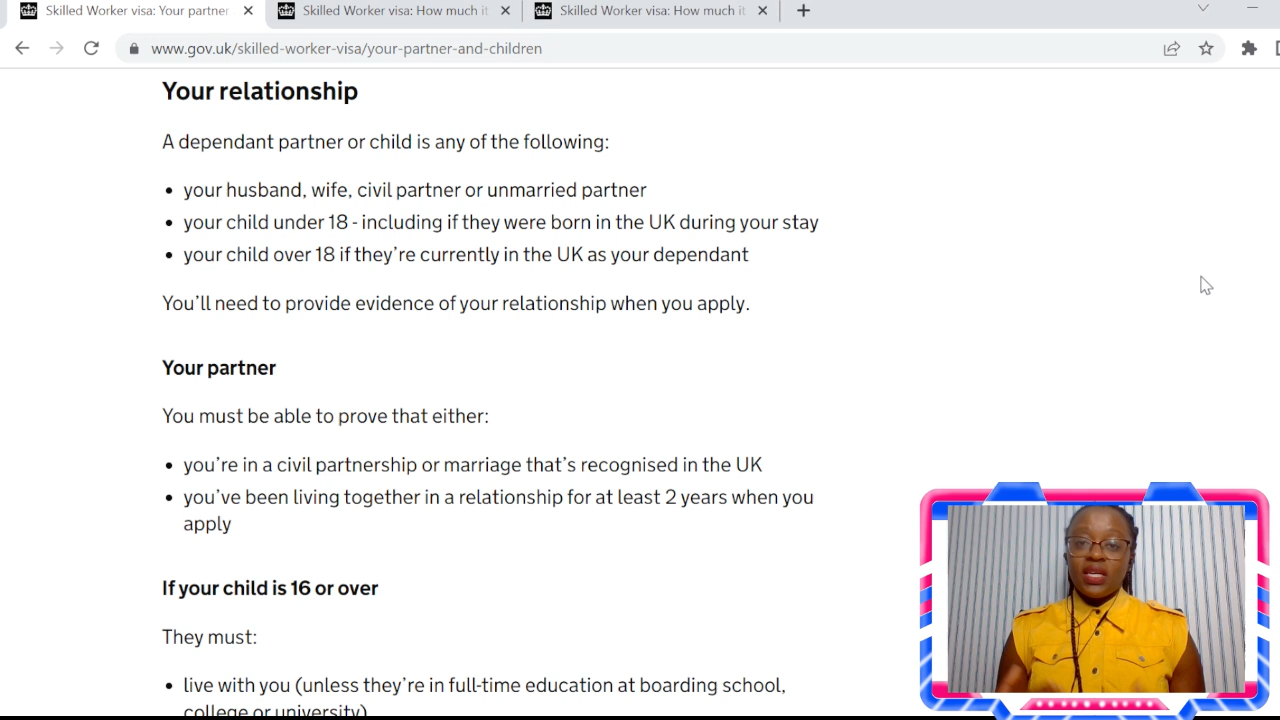 Skilled Worker visa: Your partner
Skilled Worker visa: How much it
Skilled Worker visa: How much it
www.gov.uk/skilled-worker-visa/your-partner-and-children
Your relationship
A dependant partner or child is any of the following:
• your husband, wife, civil partner or unmarried partner
• your child under 18 - including if they were born in the UK during your stay
• your child over 18 if they’re currently in the UK as your dependant
You’ll need to provide evidence of your relationship when you apply.
Your partner
You must be able to prove that either:
• you’re in a civil partnership or marriage that’s recognised in the UK
• you’ve been living together in a relationship for at least 2 years when you
apply
If your child is 16 or over
They must:
• live with you (unless they’re in full-time education at boarding school,
college or university)